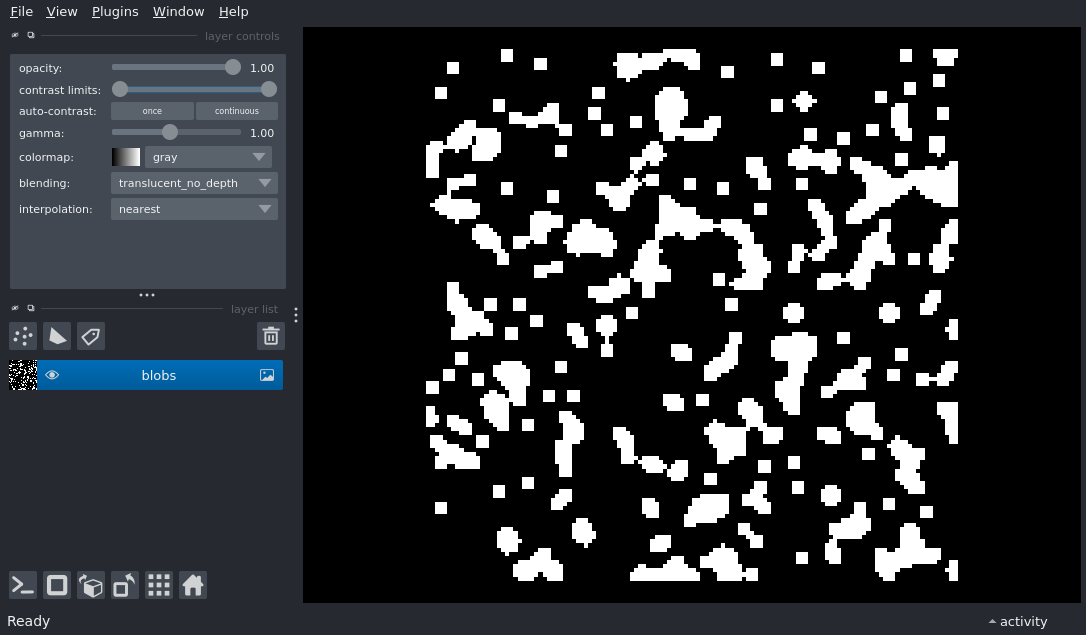 File View Plugins Window Help
layer controls
opacity: 1.00
contrast limits:
auto-contrast: once continuous
gamma: 1.00
colormap: gray
blending: translucent_no_depth
interpolation: nearest
layer list
blobs
Ready activity